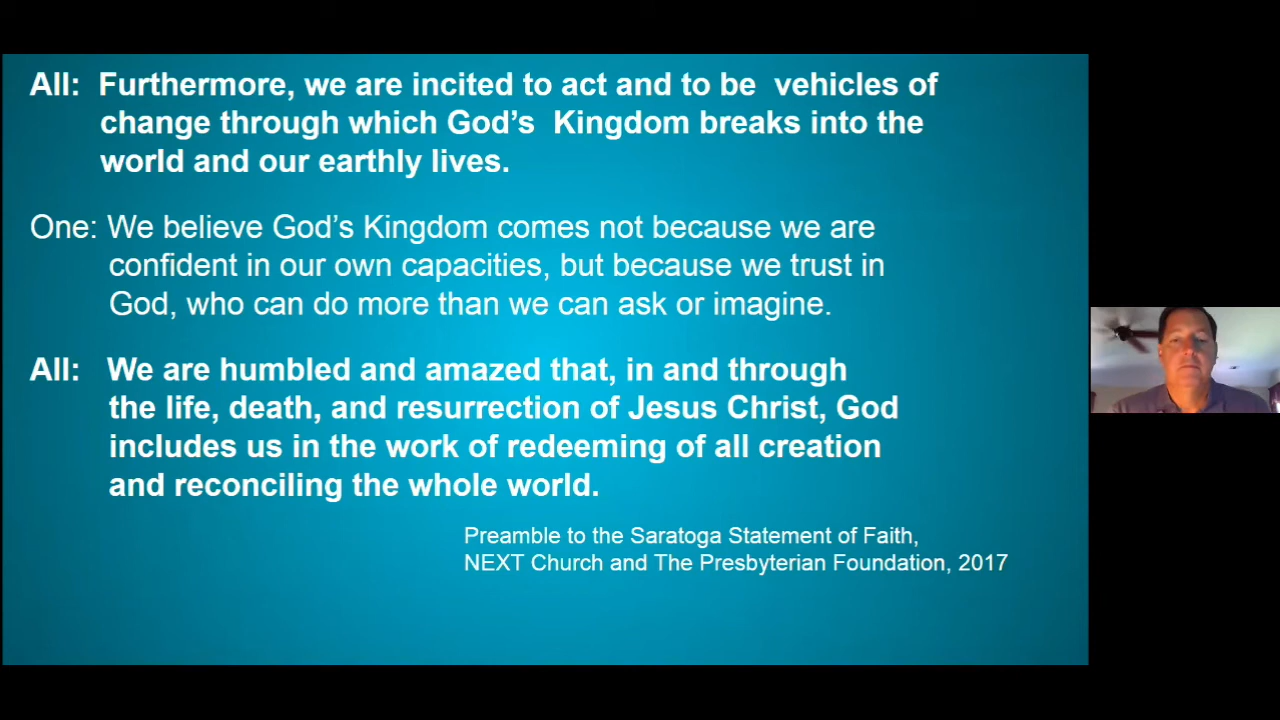 All: Furthermore, we are incited to act and to be vehicles of
change through which God's Kingdom breaks into the
world and our earthly lives.
One: We believe God's Kingdom comes not because we are
confident in our own capacities, but because we trust in
God, who can do more than we can ask or imagine.
All: We are humbled and amazed that, in and through
the life, death, and resurrection of Jesus Christ, God
includes us in the work of redeeming of all creation
and reconciling the whole world.
Preamble to the Saratoga Statement of Faith,
NEXT Church and The Presbyterian Foundation, 2017